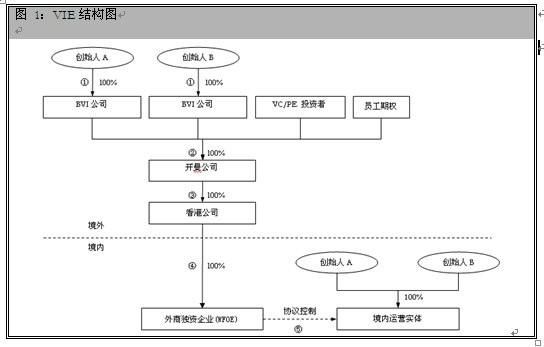 图 1：VIE 结构图
创始人 A
创始人 B
① 100%
① 100%
BVI 公司
BVI 公司
VC/PE 投资者
员工期权
② 100%
开曼公司
③ 100%
香港公司
境外
境内
④ 100%
创始人 A
创始人 B
100%
外商独资企业(WFOE)
协议控制
⑤
境内运营实体